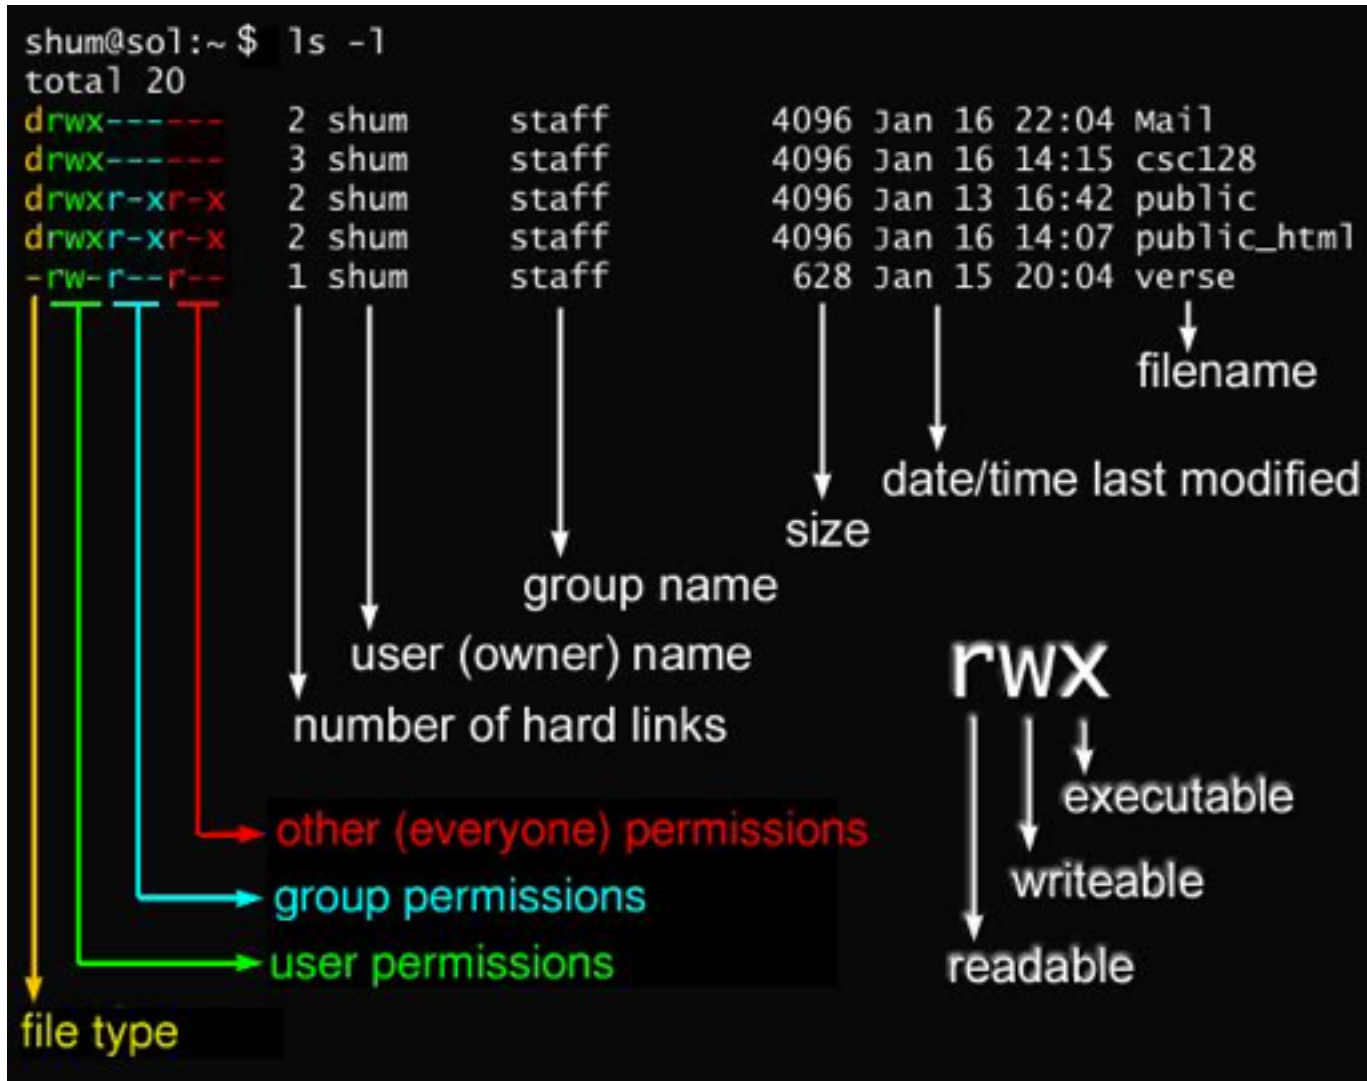 shum@sol:~$ ls -l
total 20
drwx------ 2 shum staff 4096 Jan 16 22:04 Mail
drwx------ 3 shum staff 4096 Jan 16 14:15 csc128
drwxr-xr-x 2 shum staff 4096 Jan 13 16:42 public
drwxr-xr-x 2 shum staff 4096 Jan 16 14:07 public_html
-rw-r--r-- 1 shum staff 628 Jan 15 20:04 verse
filename
date/time last modified
size
group name
user (owner) name
number of hard links
rwx
executable
writeable
readable
other (everyone) permissions
group permissions
user permissions
file type